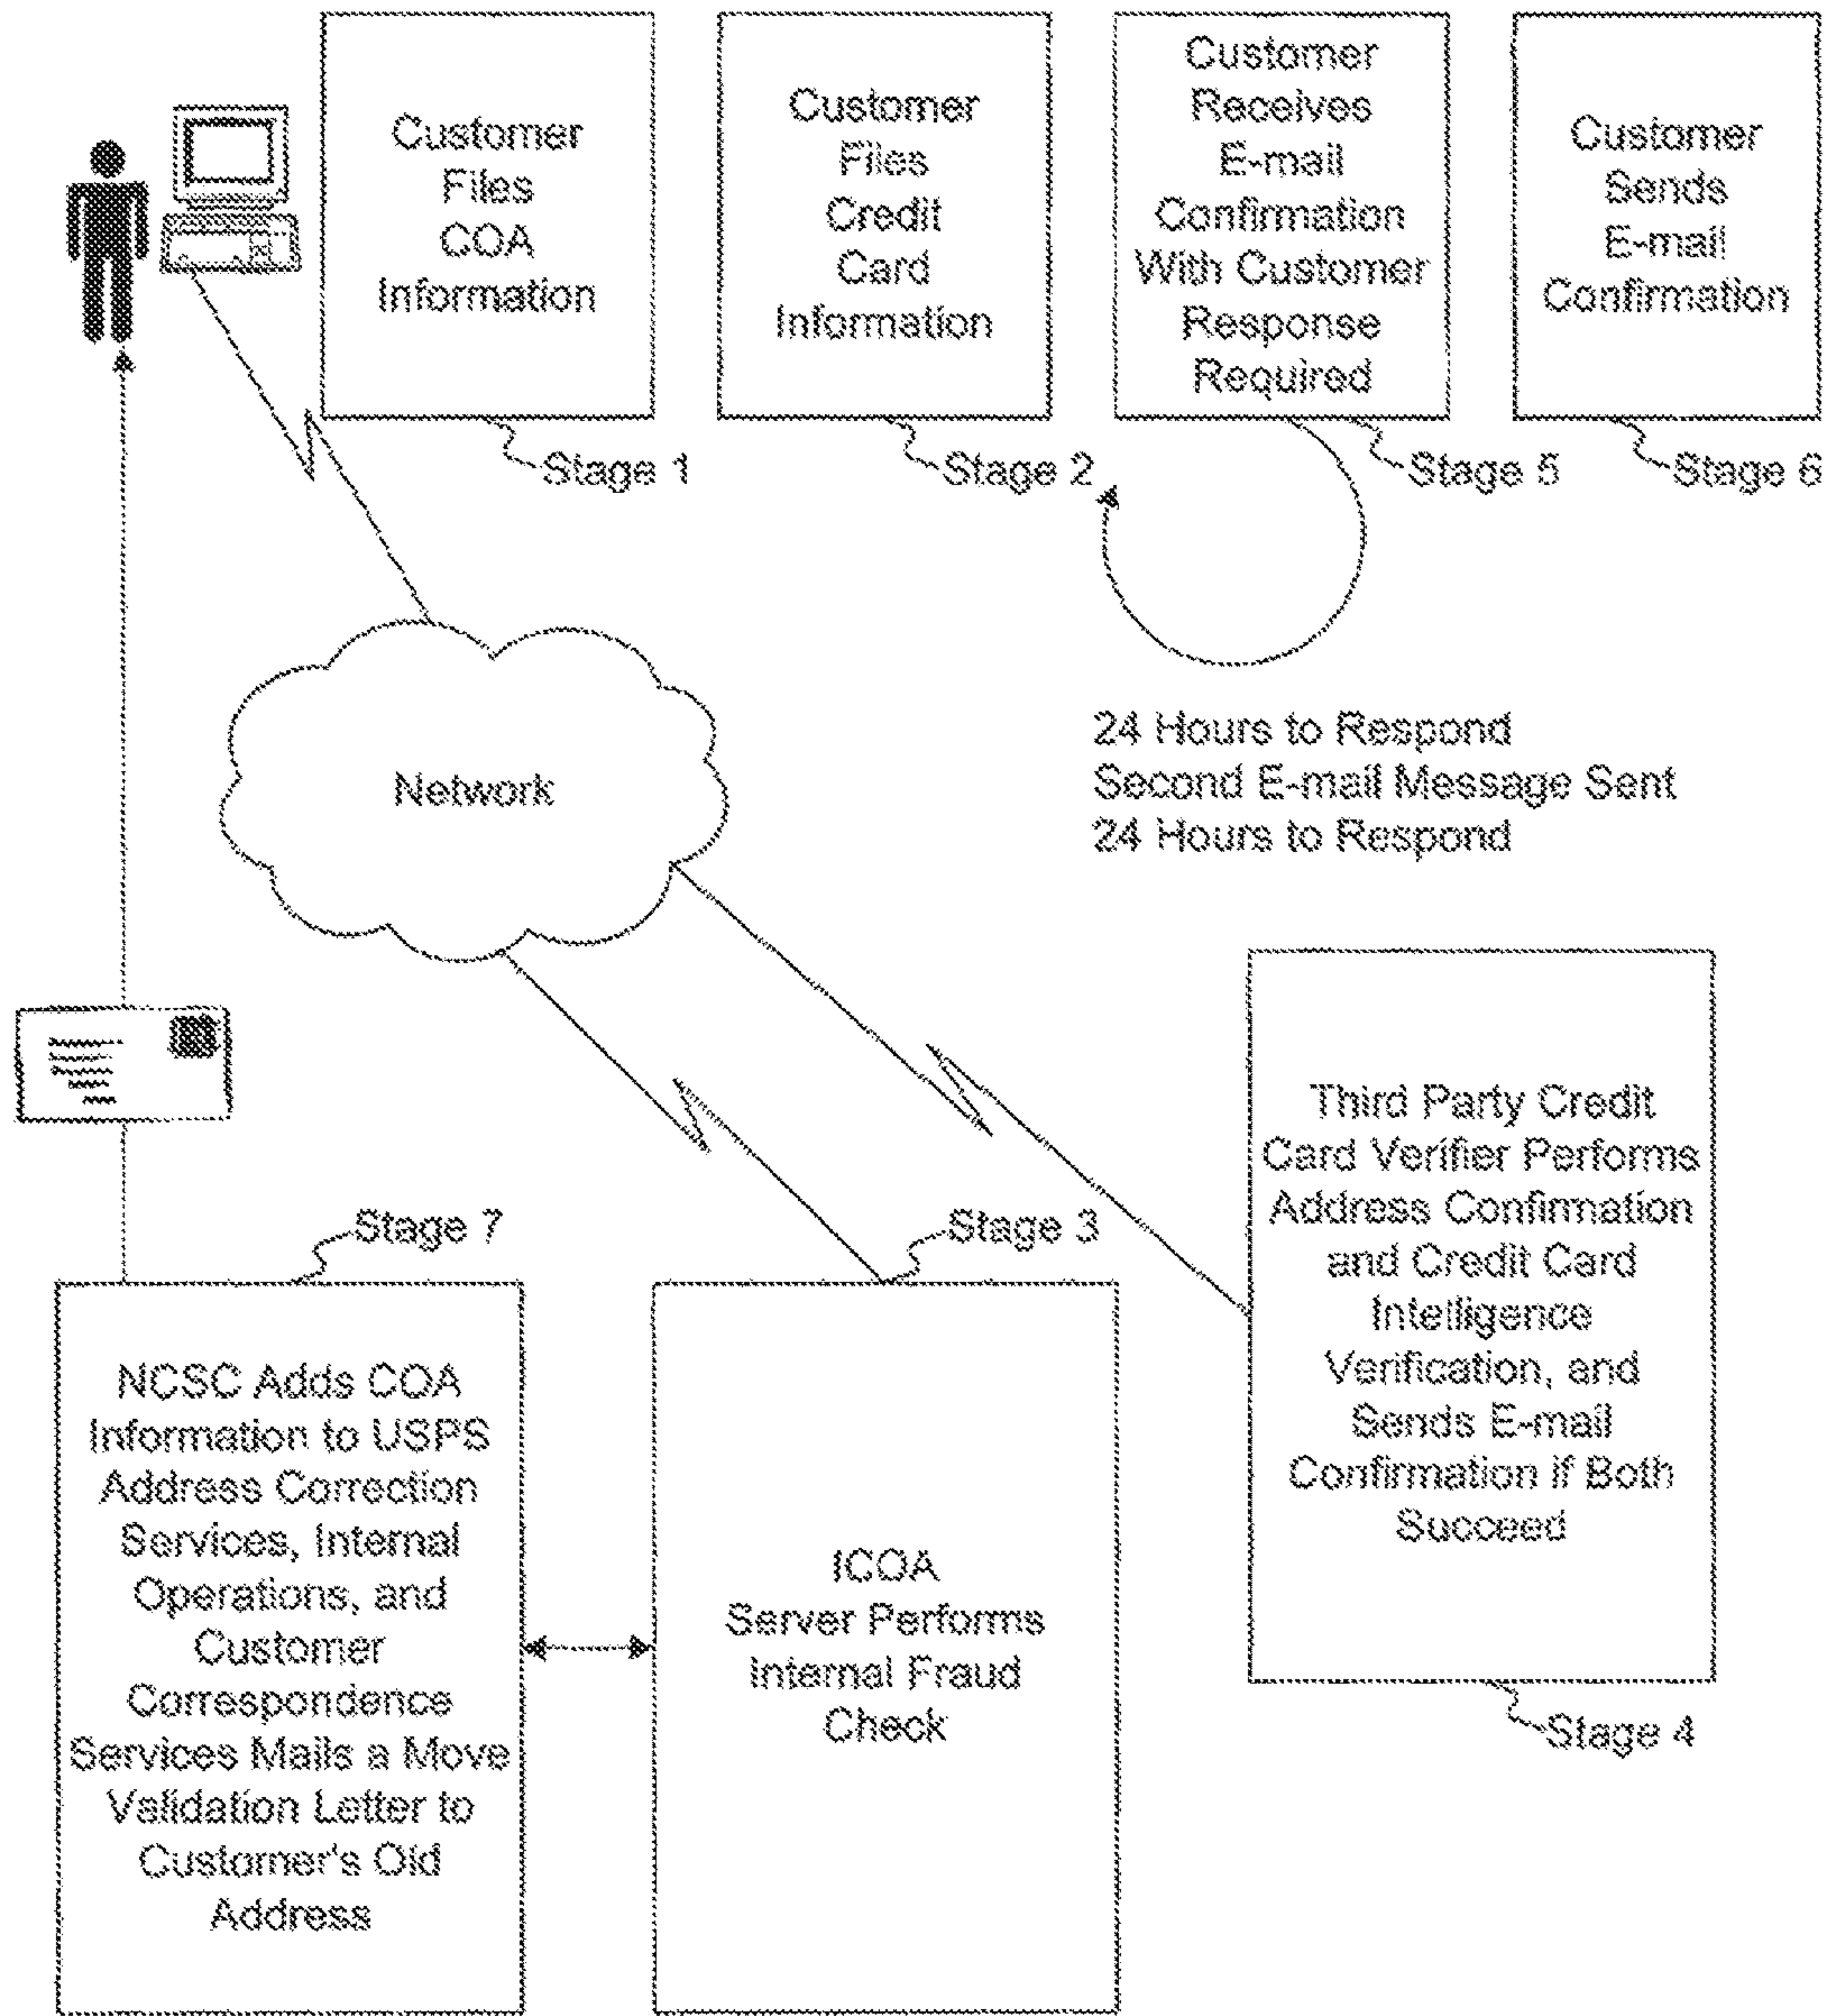 Customer
Files
COA
Information
Stage 1
Customer
Files
Credit
Card
Information
Stage 2
Customer
Receives
E-mail
Confirmation
With Customer
Response
Required
Stage 5
Customer
Sends
E-mail
Confirmation
Stage 6
24 Hours to Respond
Second E-mail Message Sent
24 Hours to Respond
Network
Stage 7
NCSC Adds COA
Information to USPS
Address Correction
Services, Internal
Operations, and
Customer
Correspondence
Services Mails a Move
Validation Letter to
Customer's Old
Address
Stage 3
ICOA
Server Performs
Internal Fraud
Check
Third Party Credit
Card Verifier Performs
Address Confirmation
and Credit Card
Intelligence
Verification, and
Sends E-mail
Confirmation if Both
Succeed
Stage 4